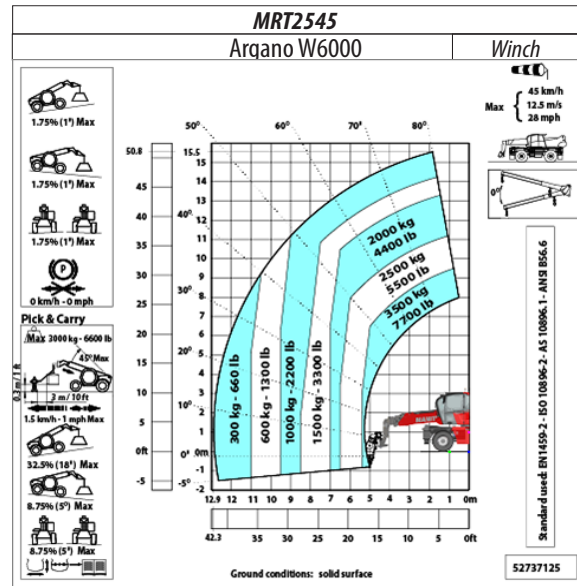 MRT2545
Argano W6000
Winch
1.75% (1°) Max
1.75% (1°) Max
1.75% (1°) Max
P
0 km/h - 0 mph
Pick & Carry
Max 3000 kg - 6600 lb
45° Max
0.3 m / 1 ft
3 m / 10 ft
1.5 km/h - 1 mph Max
32.5% (18°) Max
8.75% (5°) Max
8.75% (5°) Max
50.8
45
40
35
30
25
20
15
10
5
0ft
-5
15.5
15
14
13
12
11
10
9
8
7
6
5
4
3
2
1
0m
-1
50°
60°
70°
80°
40°
30°
20°
10°
0°
-5°
2000 kg
4400 lb
2500 kg
5500 lb
3500 kg
7700 lb
300 kg - 660 lb
600 kg - 1300 lb
1000 kg -2200 lb
1500 kg -3300 lb
MANITOU
12.9 12 11 10 9 8 7 6 5 4 3 2 1 0m
42.3 35 30 25 20 15 10 5 0ft
Ground conditions: solid surface
Max
45 km/h
12.5 m/s
28 mph
0°
Standard used: EN1459-2 - ISO 10896-2 - AS 10896.1 - ANSI B56.6
52737125